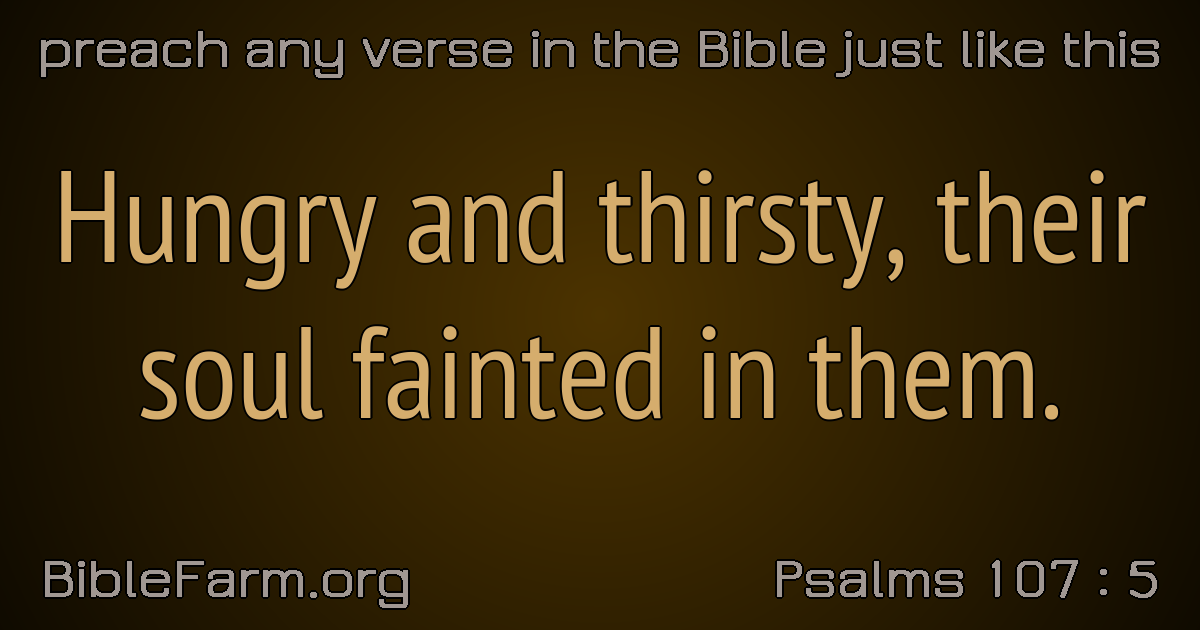 preach any verse in the Bible just like this
Hungry and thirsty, their
soul fainted in them.
BibleFarm.org
Psalms 107 : 5